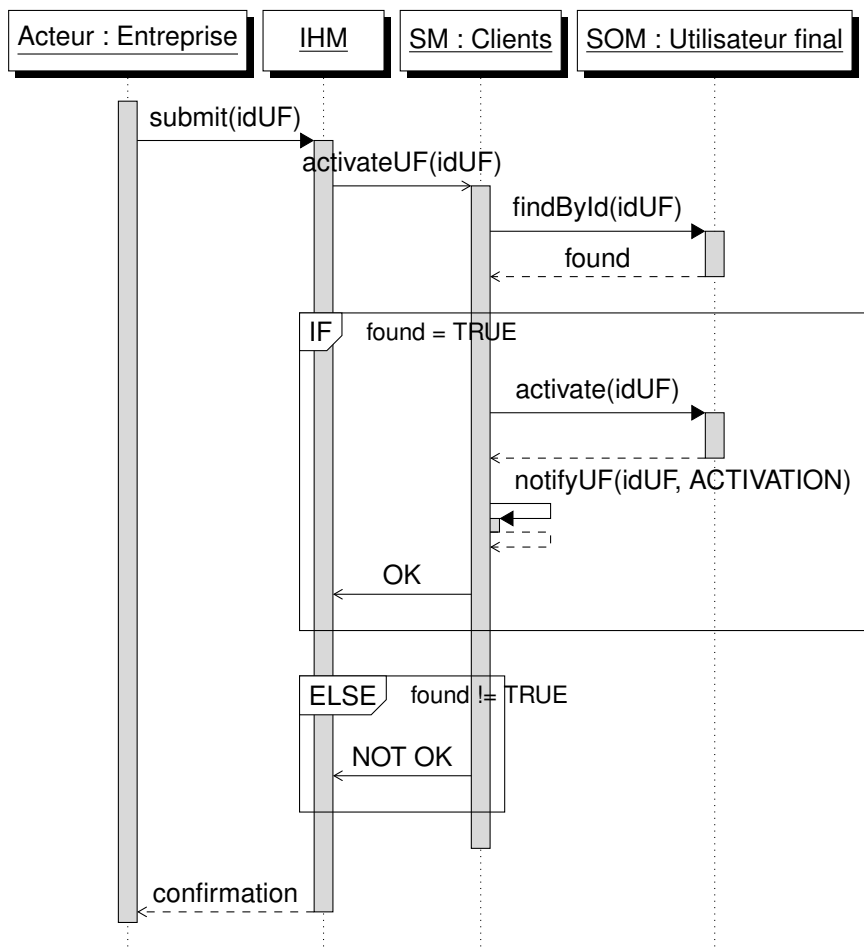 Acteur : Entreprise
IHM
SM : Clients
SOM : Utilisateur final
submit(idUF)
activateUF(idUF)
findById(idUF)
found
IF
found = TRUE
activate(idUF)
notifyUF(idUF, ACTIVATION)
OK
ELSE
found != TRUE
NOT OK
confirmation